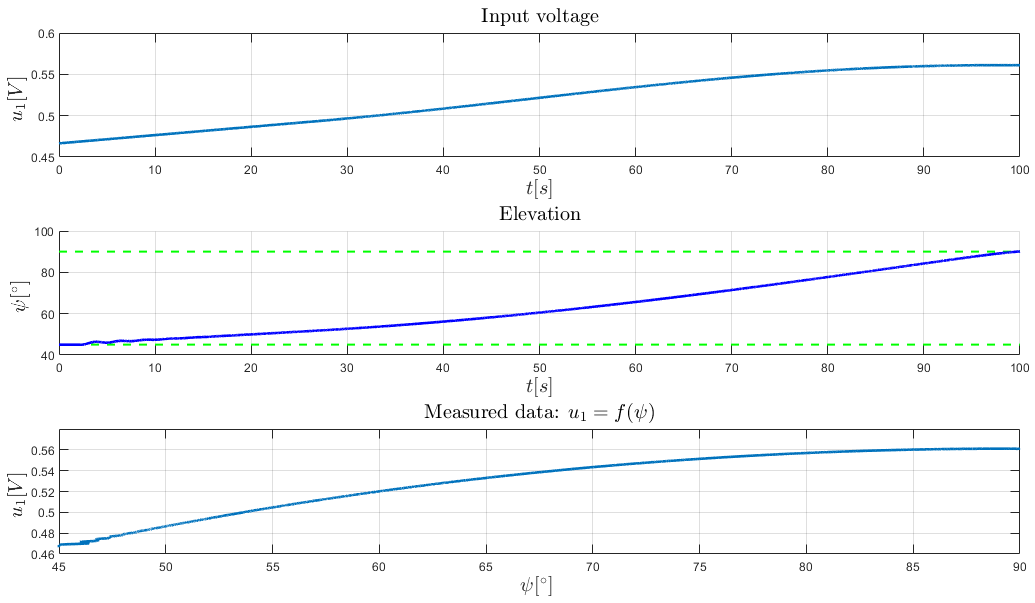 Input voltage
0.6
0.55
0.5
0.45
u₁[V]
0 10 20 30 40 50 60 70 80 90 100
t[s]
Elevation
100
80
60
40
ψ[°]
0 10 20 30 40 50 60 70 80 90 100
t[s]
Measured data: u₁ = f(ψ)
0.56
0.54
0.52
0.5
0.48
0.46
u₁[V]
45 50 55 60 65 70 75 80 85 90
ψ[°]